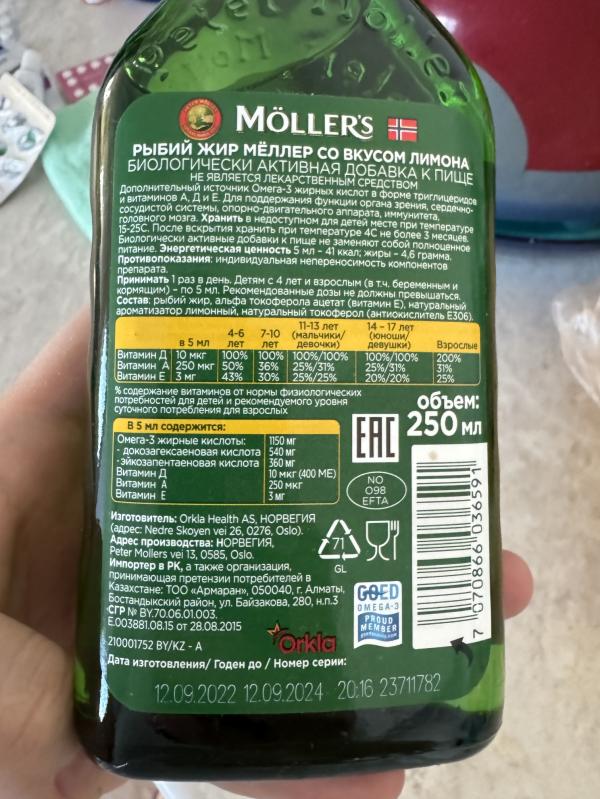 MÖLLER'S
РЫБИЙ ЖИР МЁЛЛЕР СО ВКУСОМ ЛИМОНА
БИОЛОГИЧЕСКИ АКТИВНАЯ ДОБАВКА К ПИЩЕ
НЕ ЯВЛЯЕТСЯ ЛЕКАРСТВЕННЫМ СРЕДСТВОМ
Дополнительный источник Омега-3 жирных кислот в форме триглицеридов
и витаминов А, Д и Е. Для поддержания функции органа зрения, сердечно-
сосудистой системы, опорно-двигательного аппарата, иммунитета,
головного мозга. Хранить в недоступном для детей месте при температуре
15-25С. После вскрытия хранить при температуре 4С не более 3 месяцев.
Биологически активные добавки к пище не заменяют собой полноценное
питание. Энергетическая ценность 5 мл – 41 ккал; жиры – 4,6 грамма.
Противопоказания: индивидуальная непереносимость компонентов
препарата.
Принимать 1 раз в день. Детям с 4 лет и взрослым (в т.ч. беременным и
кормящим) – по 5 мл. Рекомендованные дозы не должны превышаться.
Состав: рыбий жир, альфа токоферола ацетат (витамин Е), натуральный
ароматизатор лимонный, натуральный токоферол (антиокислитель Е306).
в 5 мл 4-6 лет 7-10 лет 11-13 лет (мальчики/девочки) 14 – 17 лет (юноши/девушки) Взрослые
Витамин Д 10 мкг 100% 100% 100%/100% 100%/100% 200%
Витамин А 250 мкг 50% 36% 25%/31% 25%/31% 31%
Витамин Е 3 мг 43% 30% 25%/25% 20%/20% 25%
% содержание витаминов от нормы физиологических
потребностей для детей и рекомендуемого уровня
суточного потребления для взрослых
объем:
250 мл
В 5 мл содержится:
Омега-3 жирные кислоты: 1150 мг
- докозагексаеновая кислота 540 мг
- эйкозапентаеновая кислота 360 мг
Витамин Д 10 мкг (400 МЕ)
Витамин А 250 мкг
Витамин Е 3 мг
EAC
NO
098
EFTA
Изготовитель: Orkla Health AS, НОРВЕГИЯ
(адрес: Nedre Skoyen vei 26, 0276, Oslo).
Адрес производства: НОРВЕГИЯ,
Peter Mollers vei 13, 0585, Oslo.
Импортер в РК, а также организация,
принимающая претензии потребителей в
Казахстане: ТОО «Армаран», 050040, г. Алматы,
Бостандыкский район, ул. Байзакова, 280, н.п.3
СГР № BY.70.06.01.003.
E.003881.08.15 от 28.08.2015
71
GL
GOED
OMEGA-3
PROUD
MEMBER
7 070866 036591
210001752 BY/KZ - A
Orkla
Дата изготовления/ Годен до / Номер серии:
12.09.2022 12.09.2024 20:16 23711782